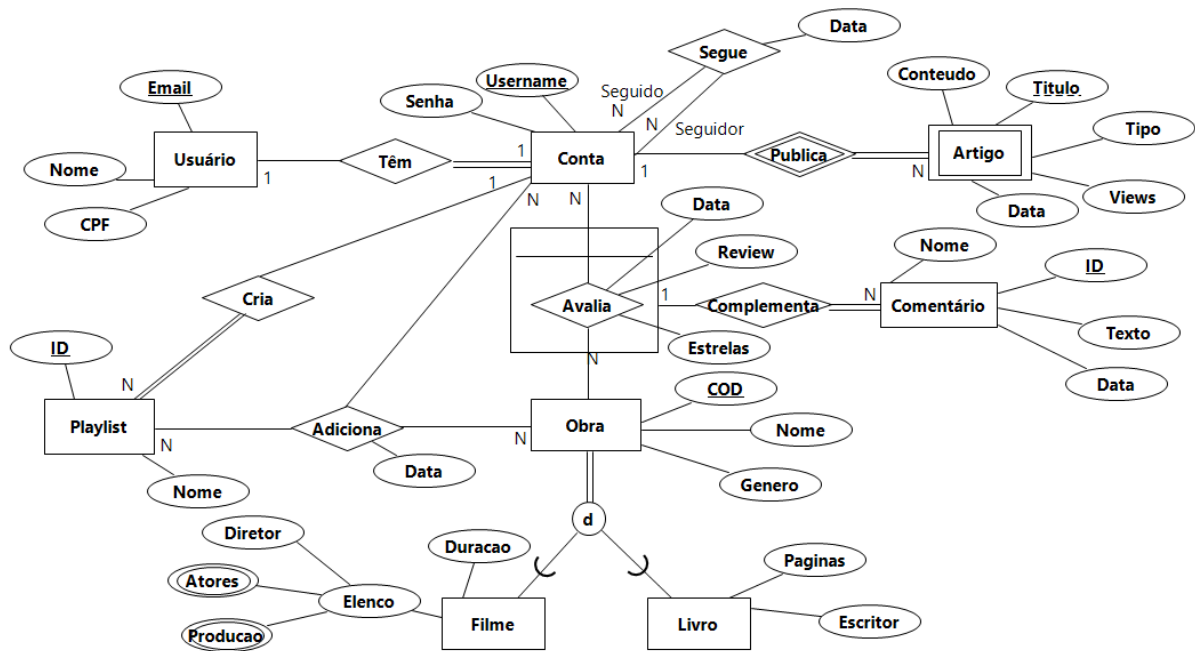 Data
Segue
Email
Username
Seguido
N
Conteudo
Titulo
Senha
N
Seguidor
Tipo
Usuário
Têm
1
Conta
Publica
Artigo
Nome
1
1
1
N
CPF
N
N
Data
Views
Data
Nome
Review
ID
Cria
1
N
Avalia
Complementa
Comentário
ID
Texto
Estrelas
N
N
COD
Data
Playlist
Adiciona
Obra
Nome
N
N
Data
Genero
Nome
d
Diretor
Duracao
Paginas
Atores
Elenco
Filme
Livro
Escritor
Producao